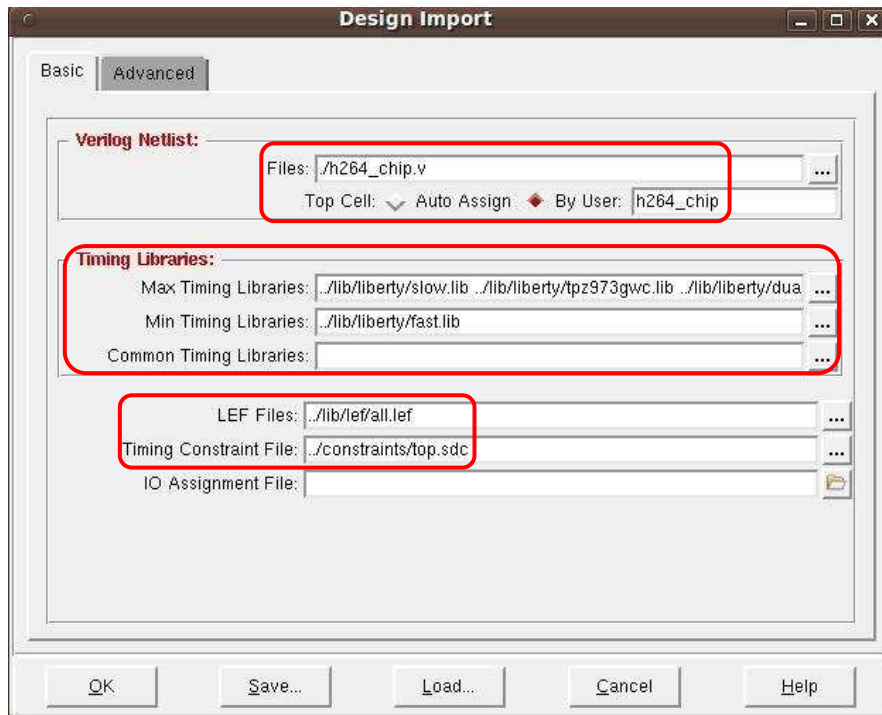 Design Import
Basic Advanced
Verilog Netlist:
Files: ./h264_chip.v ...
Top Cell: Auto Assign By User: h264_chip
Timing Libraries:
Max Timing Libraries: ../lib/liberty/slow.lib ../lib/liberty/tpz973gwc.lib ../lib/liberty/dua ...
Min Timing Libraries: ../lib/liberty/fast.lib ...
Common Timing Libraries: ...
LEF Files: ../lib/lef/all.lef ...
Timing Constraint File: ../constraints/top.sdc ...
IO Assignment File:
OK Save... Load... Cancel Help